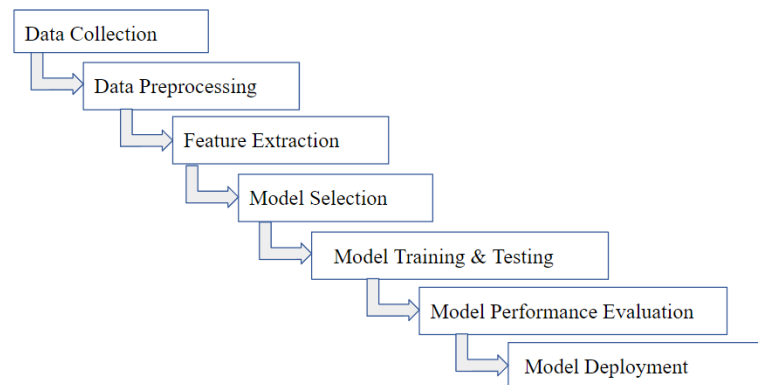 Data Collection
Data Preprocessing
Feature Extraction
Model Selection
Model Training & Testing
Model Performance Evaluation
Model Deployment